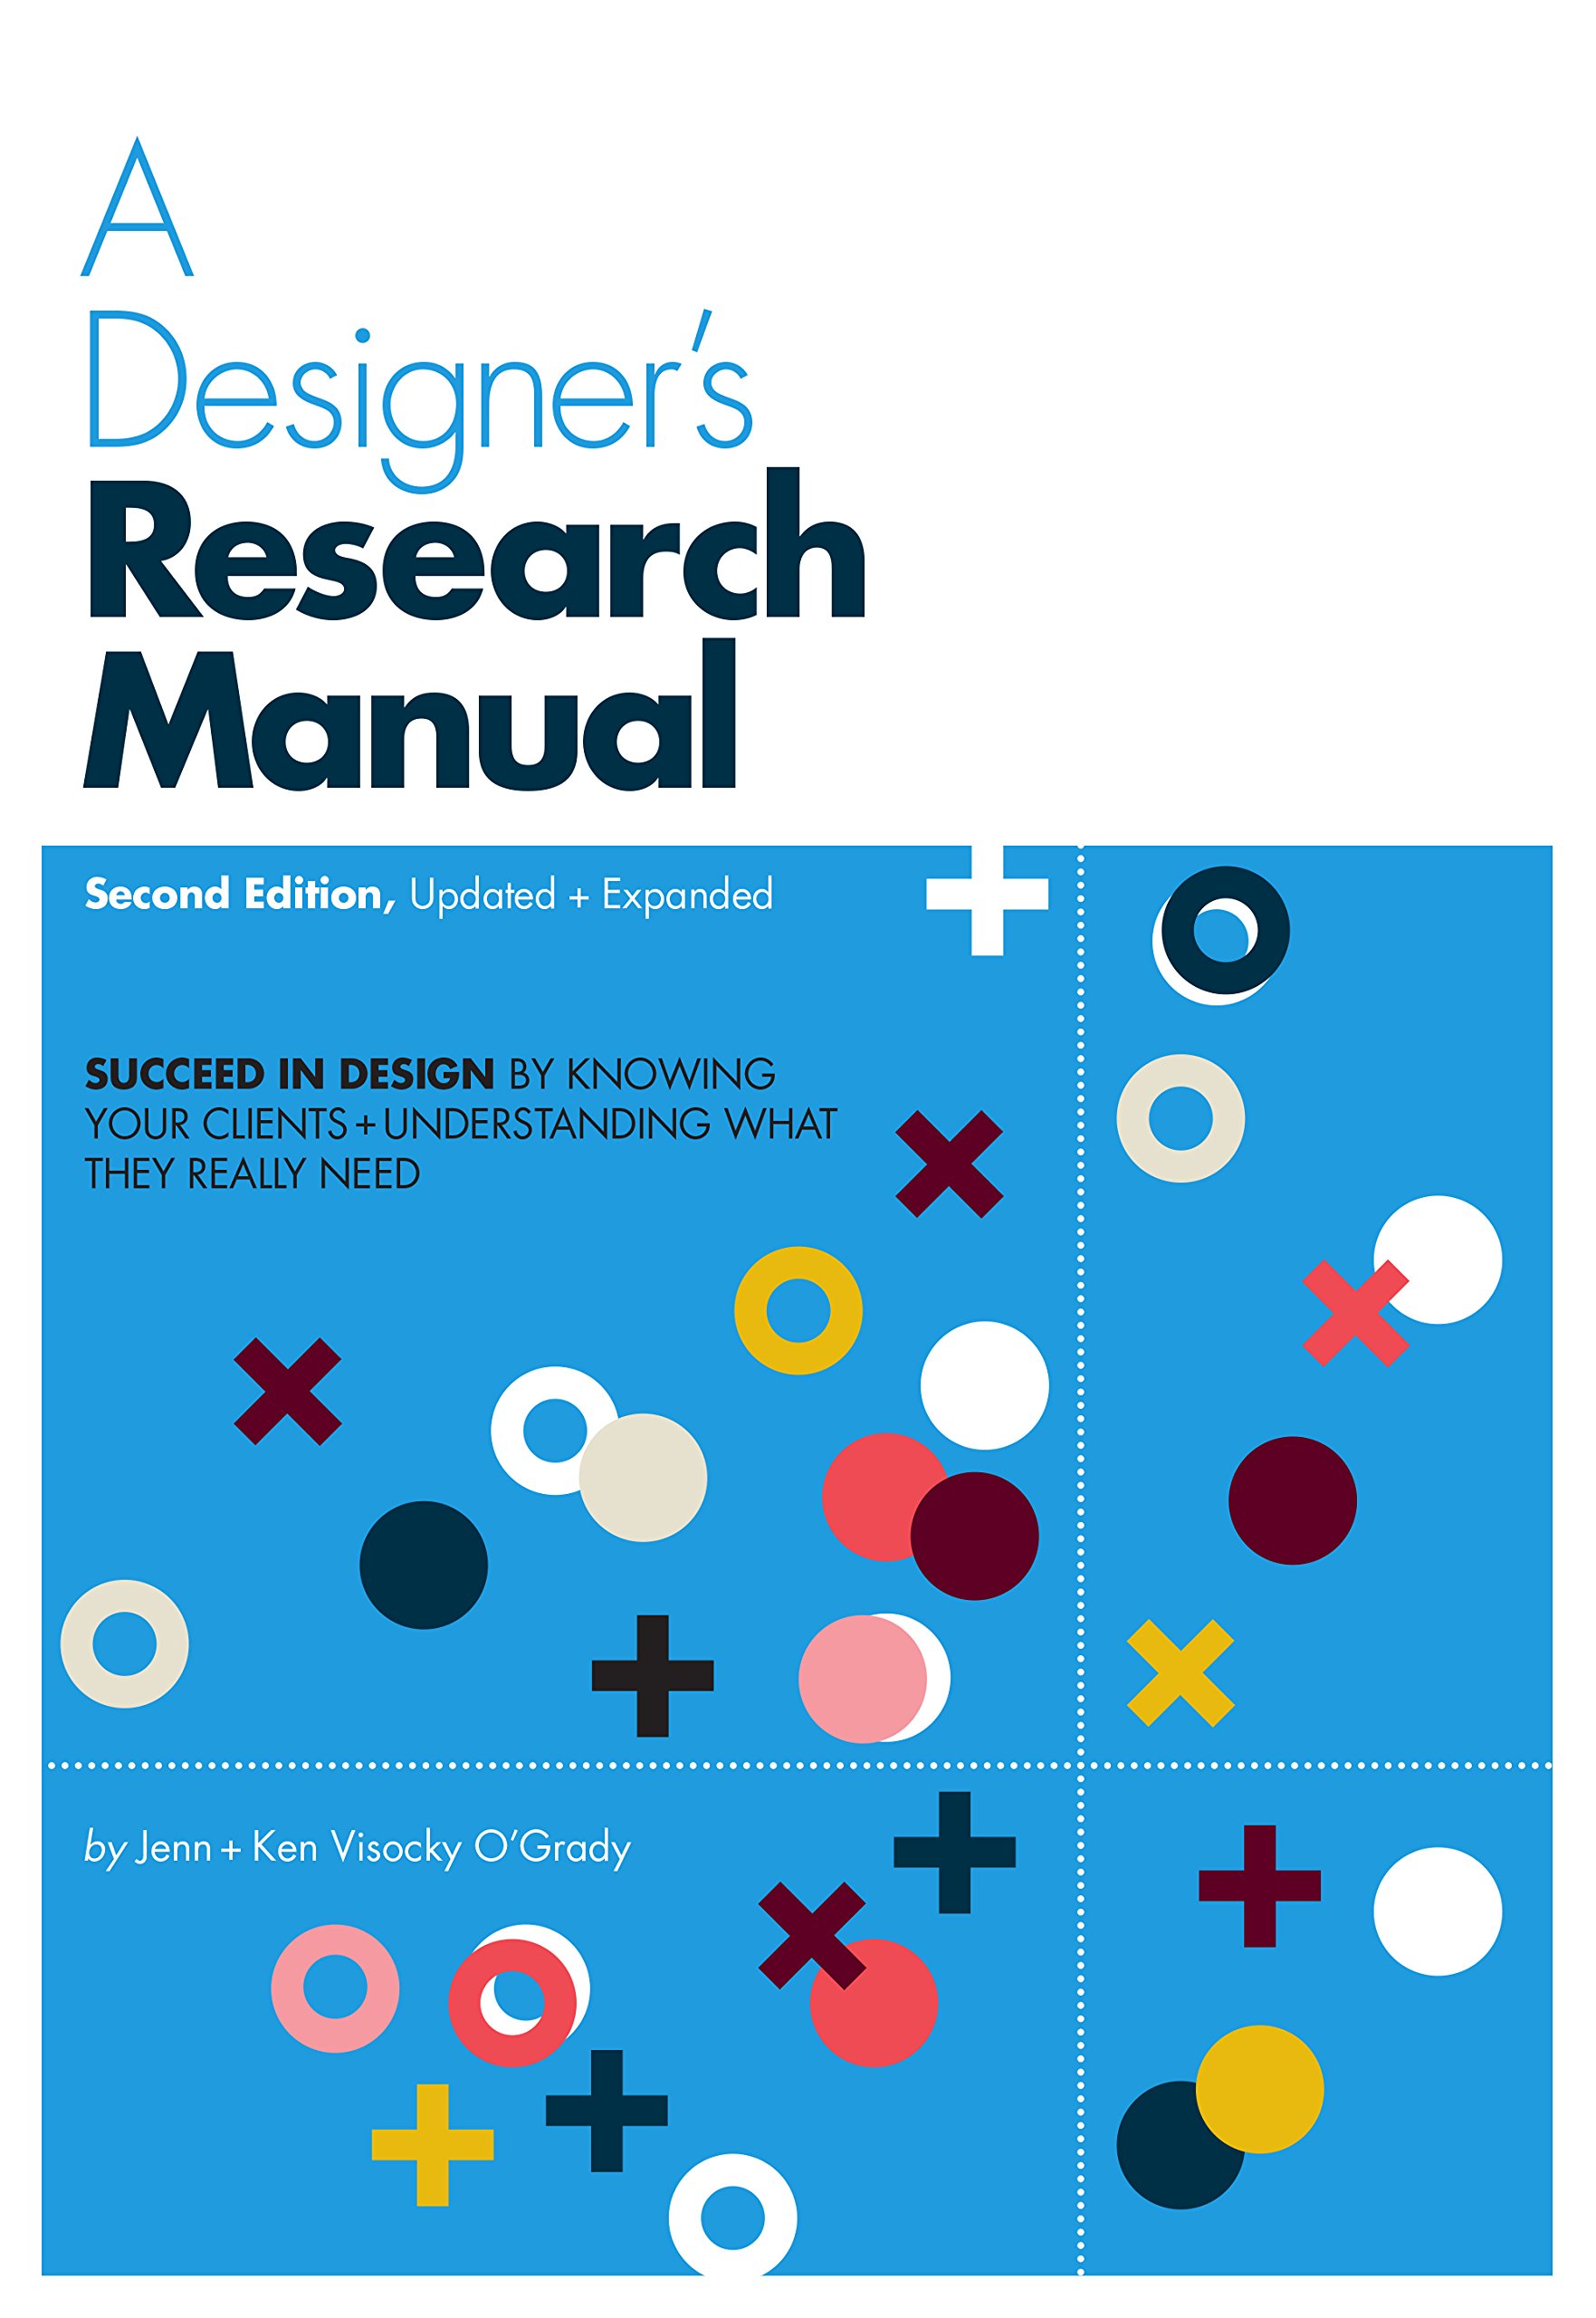 A
Designer's
Research
Manual
Second Edition, Updated + Expanded
SUCCEED IN DESIGN BY KNOWING
YOUR CLIENTS + UNDERSTANDING WHAT
THEY REALLY NEED
by Jenn + Ken Visocky O'Grady